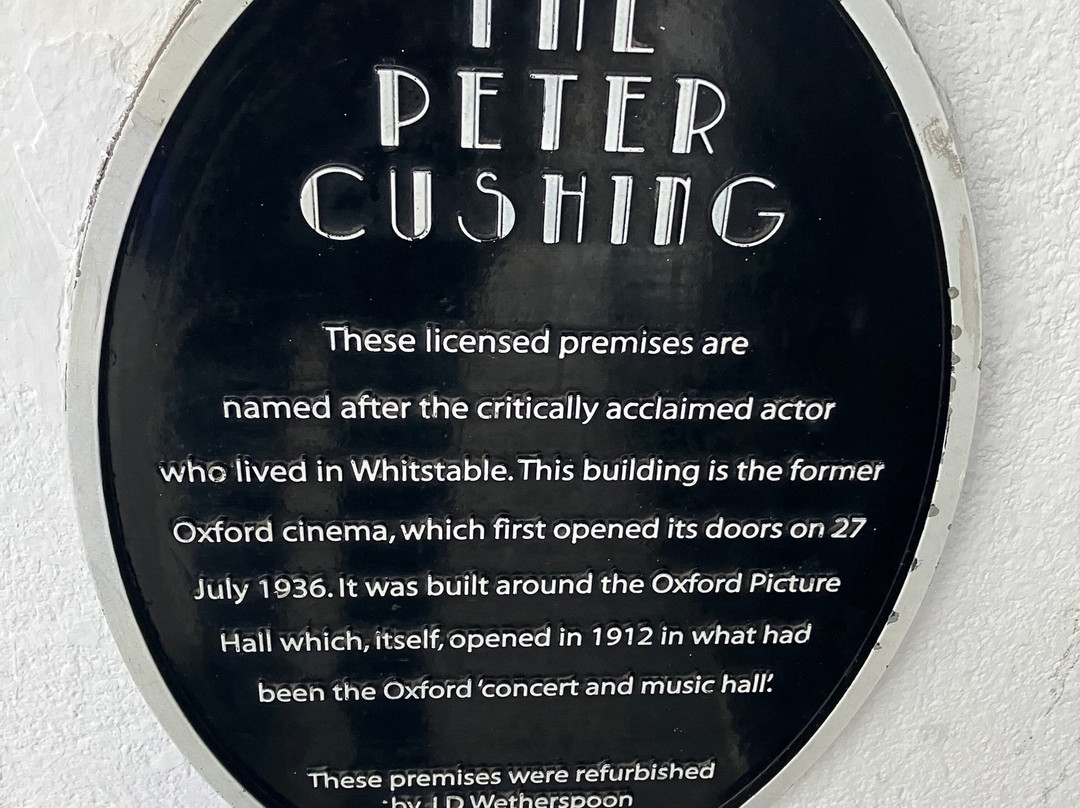 THE
PETER
CUSHING
These licensed premises are
named after the critically acclaimed actor
who lived in Whitstable. This building is the former
Oxford cinema, which first opened its doors on 27
July 1936. It was built around the Oxford Picture
Hall which, itself, opened in 1912 in what had
been the Oxford ‘concert and music hall’.
These premises were refurbished
by J D Wetherspoon